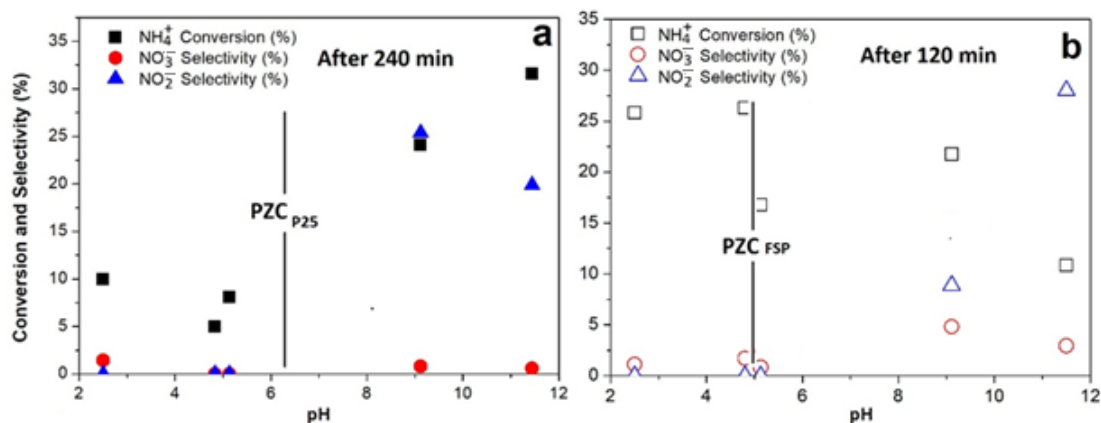 a
NH₄⁺ Conversion (%)
NO₃⁻ Selectivity (%)
NO₂⁻ Selectivity (%)
After 240 min
PZC P25
Conversion and Selectivity (%)
35
30
25
20
15
10
5
0
2 4 6 8 10 12
pH
b
NH₄⁺ Conversion (%)
NO₃⁻ Selectivity (%)
NO₂⁻ Selectivity (%)
After 120 min
PZC FSP
35
30
25
20
15
10
5
0
2 4 6 8 10 12
pH